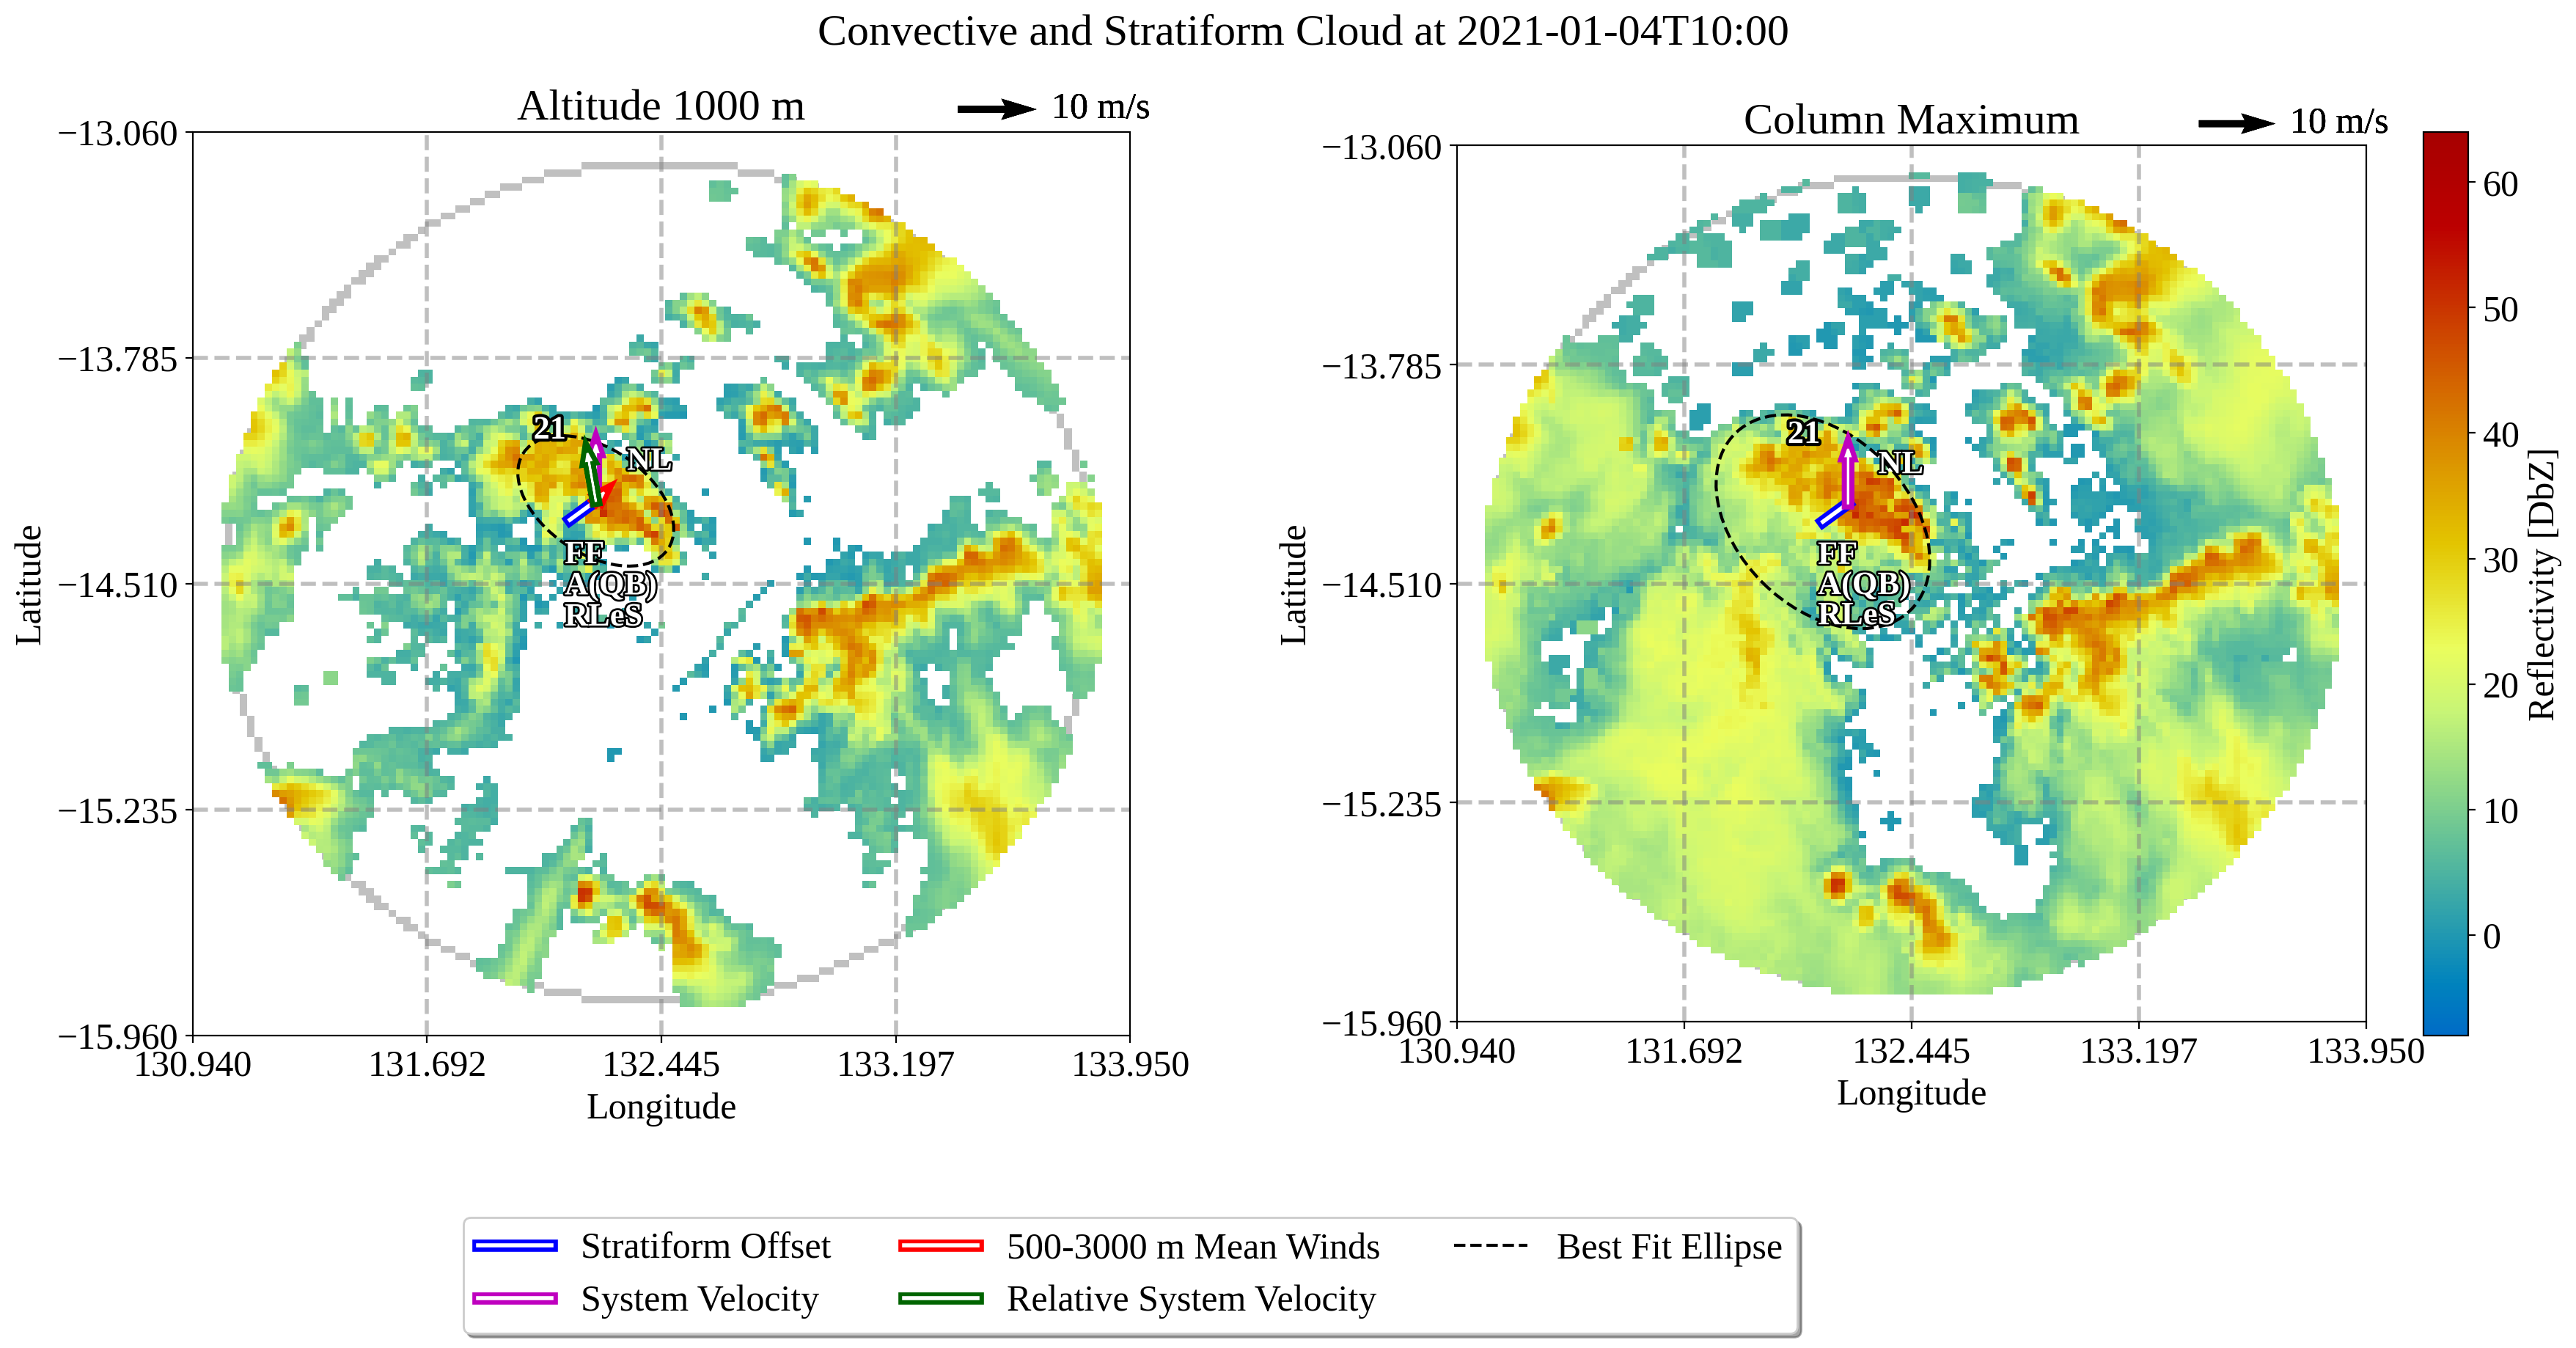 Convective and Stratiform Cloud at 2021-01-04T10:00
Altitude 1000 m
10 m/s
−13.060
−13.785
−14.510
−15.235
−15.960
130.940
131.692
132.445
133.197
133.950
Latitude
Longitude
21
NL
FF
A(QB)
RLeS
Column Maximum
10 m/s
−13.060
−13.785
−14.510
−15.235
−15.960
130.940
131.692
132.445
133.197
133.950
Latitude
Longitude
21
NL
FF
A(QB)
RLeS
60
50
40
30
20
10
0
Reflectivity [DbZ]
Stratiform Offset
System Velocity
500-3000 m Mean Winds
Relative System Velocity
Best Fit Ellipse